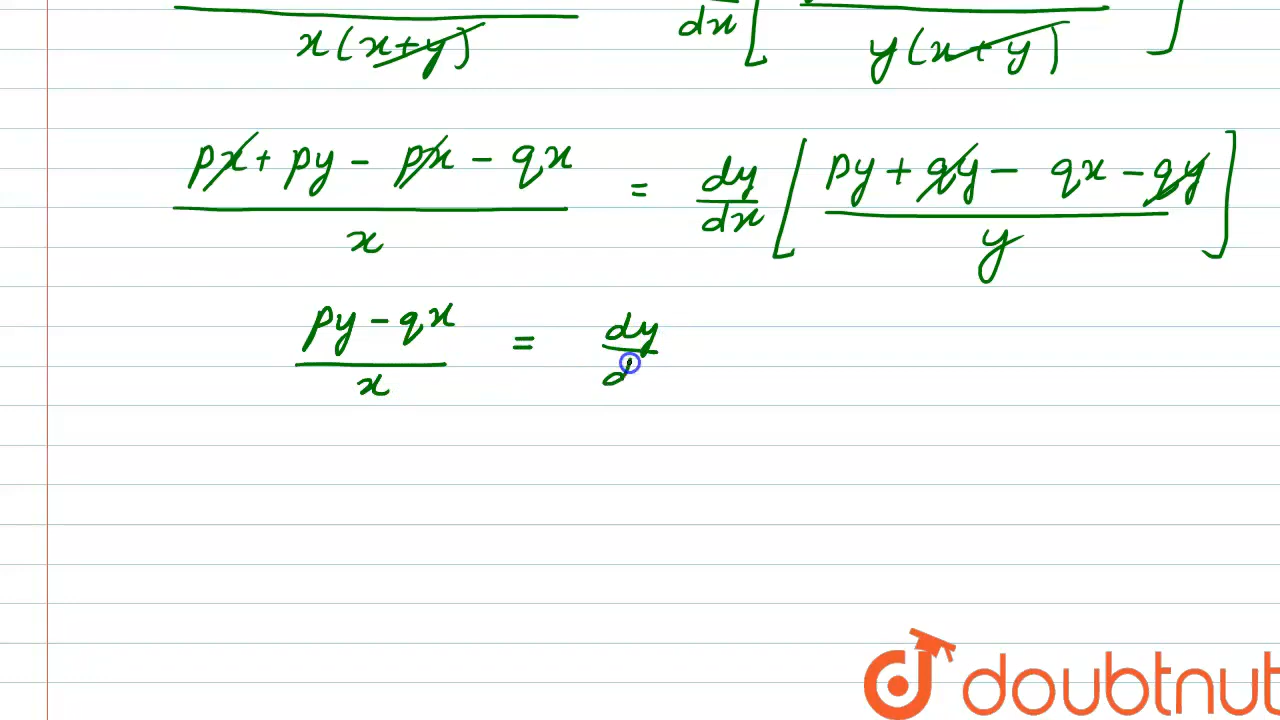 x(x+y) dx [ y(x+y) ]
px + py - px - qx = dy [ py + qy - qx - qy ]
x dx y
py - qx = dy
x d
doubtnut